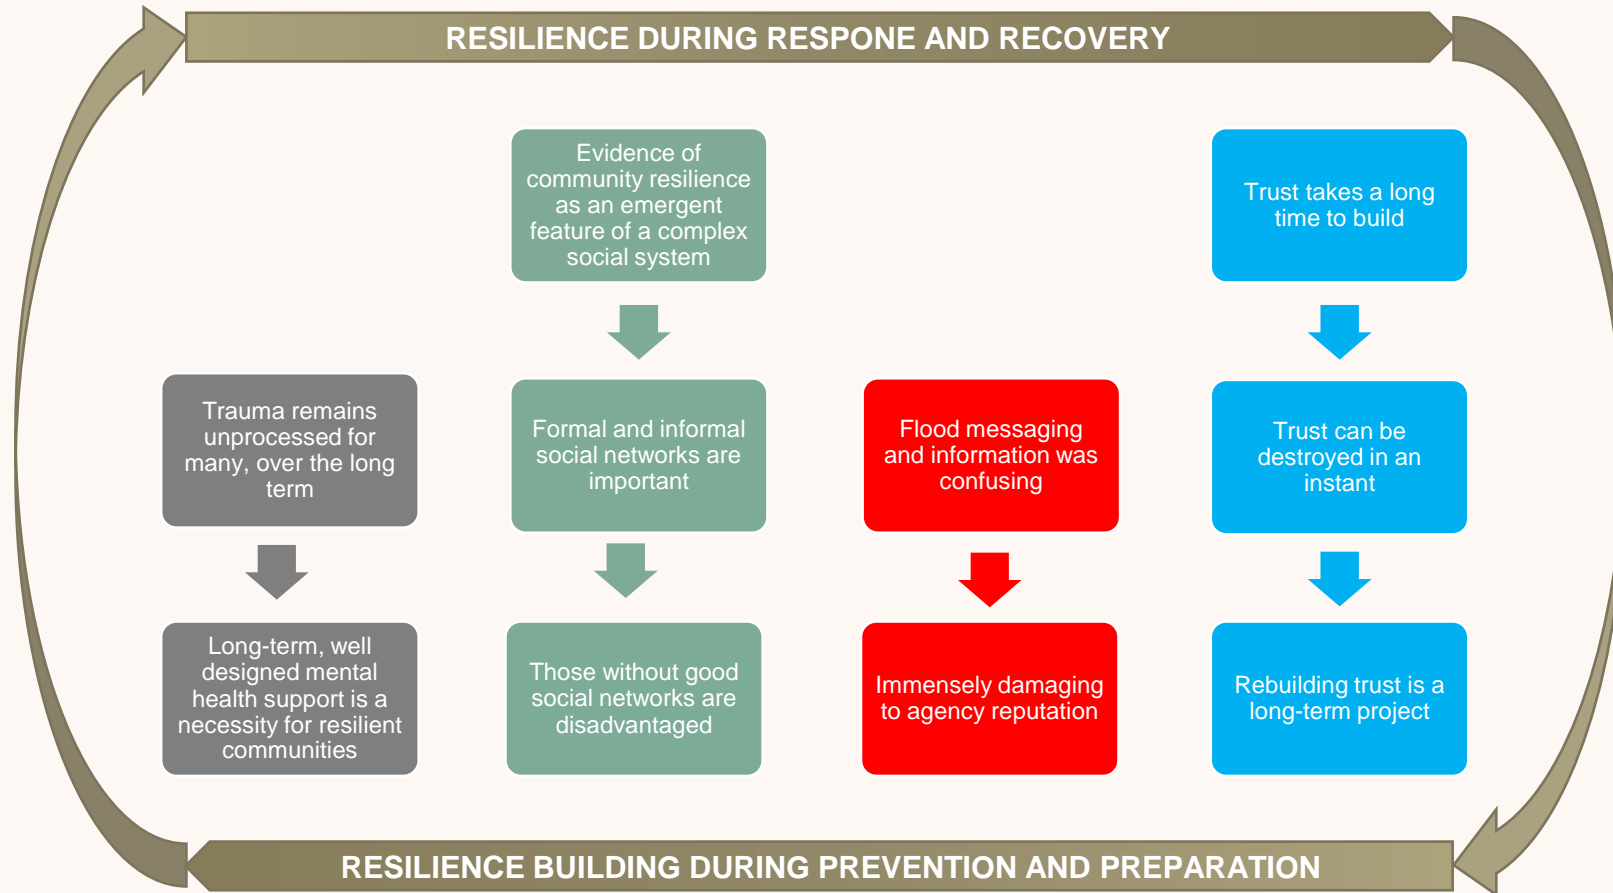 RESILIENCE DURING RESPONE AND RECOVERY
Evidence of
community resilience
as an emergent
feature of a complex
social system
Trust takes a long
time to build
Trauma remains
unprocessed for
many, over the long
term
Formal and informal
social networks are
important
Flood messaging
and information was
confusing
Trust can be
destroyed in an
instant
Long-term, well
designed mental
health support is a
necessity for resilient
communities
Those without good
social networks are
disadvantaged
Immensely damaging
to agency reputation
Rebuilding trust is a
long-term project
RESILIENCE BUILDING DURING PREVENTION AND PREPARATION